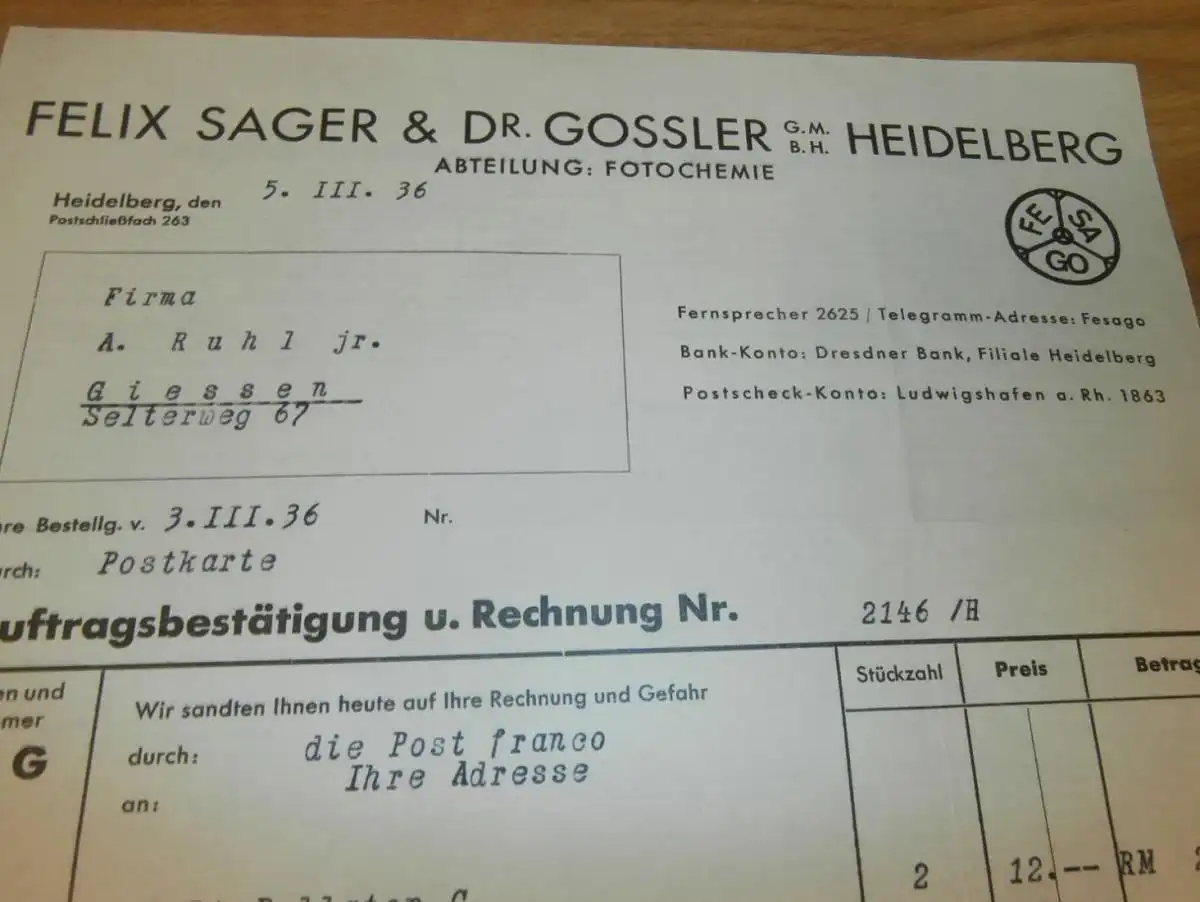 FELIX SAGER & DR. GOSSLER G.M.B.H. HEIDELBERG
ABTEILUNG: FOTOCHEMIE
Heidelberg, den 5. III. 36
Postschließfach 263
FE SA GO
Firma
A. Ruhl jr.
Giessen
Selterweg 67
Fernsprecher 2625 | Telegramm-Adresse: Fesago
Bank-Konto: Dresdner Bank, Filiale Heidelberg
Postscheck-Konto: Ludwigshafen a. Rh. 1863
re Bestellg. v. 3.III.36 Nr.
rch: Postkarte
uftragsbestätigung u. Rechnung Nr. 2146 /H
en und
mer
G
Wir sandten Ihnen heute auf Ihre Rechnung und Gefahr
durch: die Post franco
Ihre Adresse
an:
Stückzahl Preis Betrag
2 12.-- RM